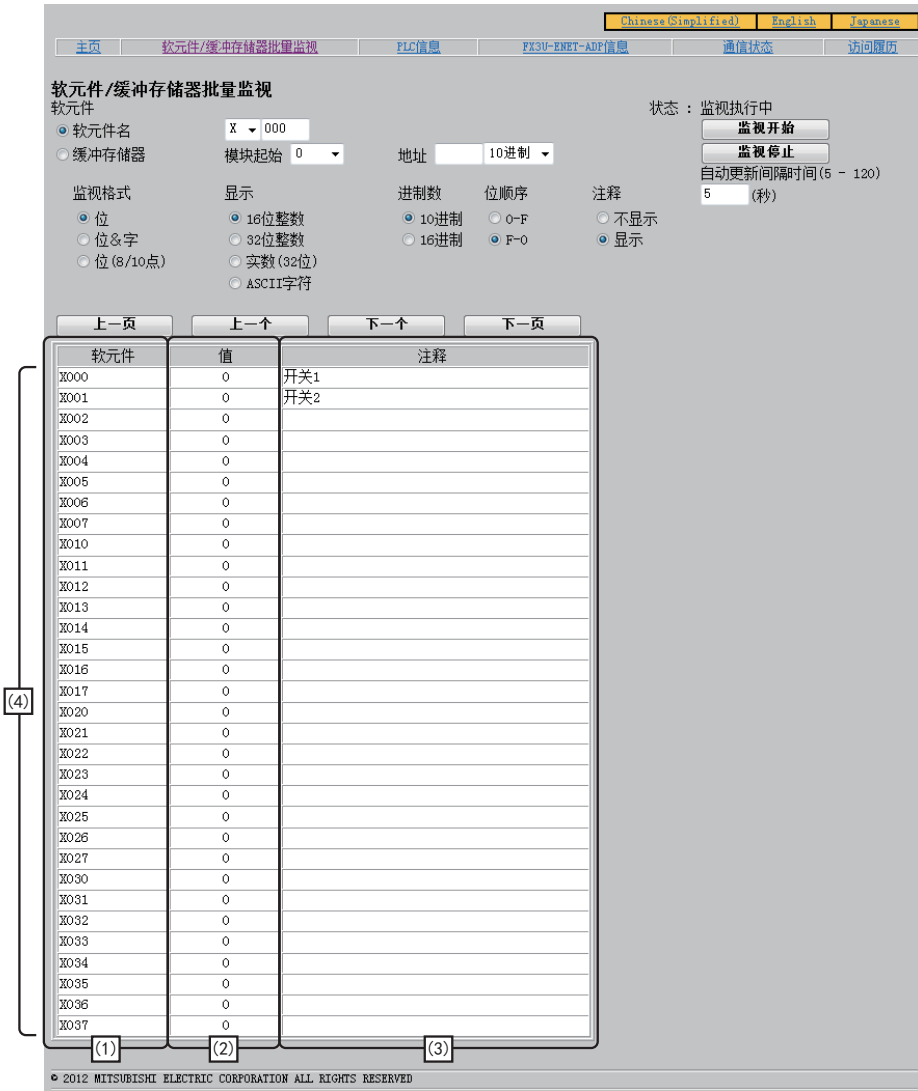 Chinese(Simplified) English Japanese
主页 软元件/缓冲存储器批量监视 PLC信息 FX3U-ENET-ADP信息 通信状态 访问履历
软元件/缓冲存储器批量监视
软元件 状态 : 监视执行中
软元件名 X 000 监视开始
缓冲存储器 模块起始 0 地址 10进制 监视停止
自动更新间隔时间(5 - 120)
监视格式 显示 进制数 位顺序 注释 5 (秒)
位 16位整数 10进制 0-F 不显示
位&字 32位整数 16进制 F-0 显示
位(8/10点) 实数(32位)
ASCII字符
上一页 上一个 下一个 下一页
软元件 值 注释
X000 0 开关1
X001 0 开关2
X002 0
X003 0
X004 0
X005 0
X006 0
X007 0
X010 0
X011 0
X012 0
X013 0
X014 0
X015 0
X016 0
X017 0
(4)
X020 0
X021 0
X022 0
X023 0
X024 0
X025 0
X026 0
X027 0
X030 0
X031 0
X032 0
X033 0
X034 0
X035 0
X036 0
X037 0
(1) (2) (3)
© 2012 MITSUBISHI ELECTRIC CORPORATION ALL RIGHTS RESERVED